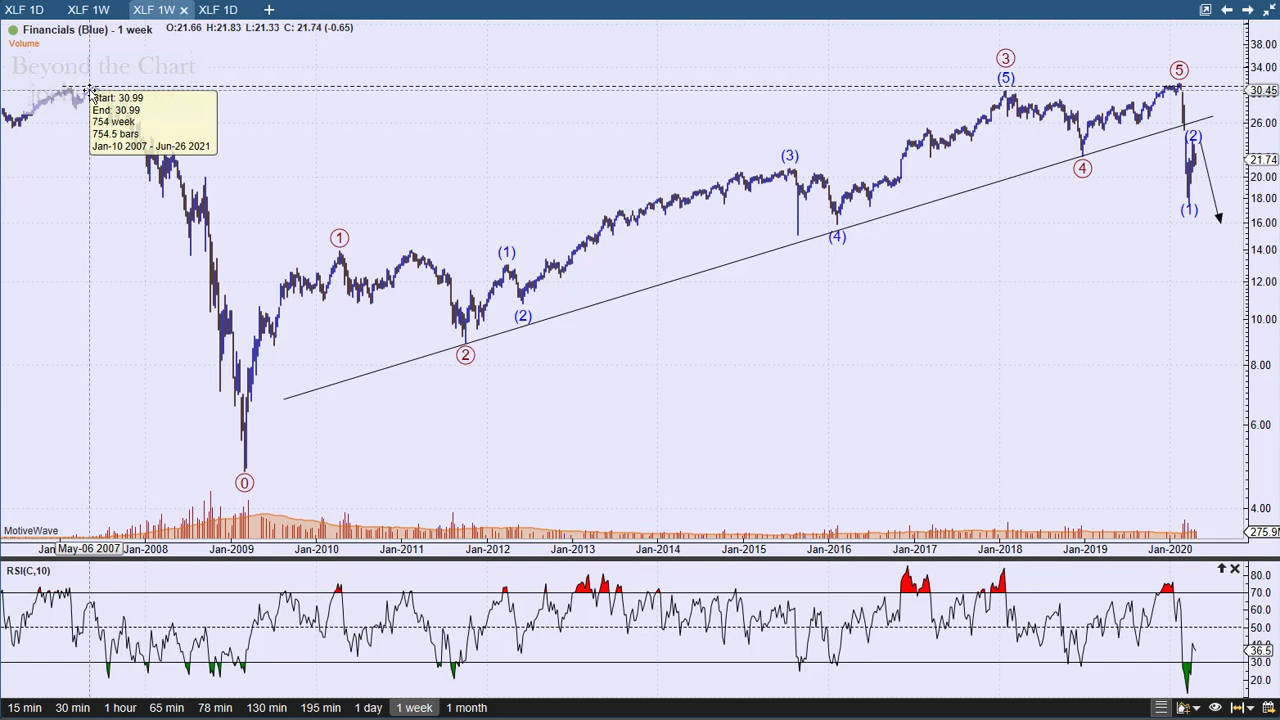 XLF 1D XLF 1W XLF 1W XLF 1D
Financials (Blue) - 1 week O:21.66 H:21.83 L:21.33 C: 21.74 (-0.65)
Volume
Beyond the Chart
Start: 30.99
End: 30.99
754 week
754.5 bars
Jan-10 2007 - Jun-26 2021
38.00
34.00
30.45
26.00
21.74
20.00
18.00
16.00
14.00
12.00
10.00
8.00
6.00
4.00
3
(5)
5
(2)
(3)
4
(1)
(4)
1
(1)
(2)
2
0
MotiveWave
May-06 2007 Jan-2008 Jan-2009 Jan-2010 Jan-2011 Jan-2012 Jan-2013 Jan-2014 Jan-2015 Jan-2016 Jan-2017 Jan-2018 Jan-2019 Jan-2020
RSI(C,10)
80.0
70.0
60.0
50.0
36.5
30.0
20.0
15 min 30 min 1 hour 65 min 78 min 130 min 195 min 1 day 1 week 1 month